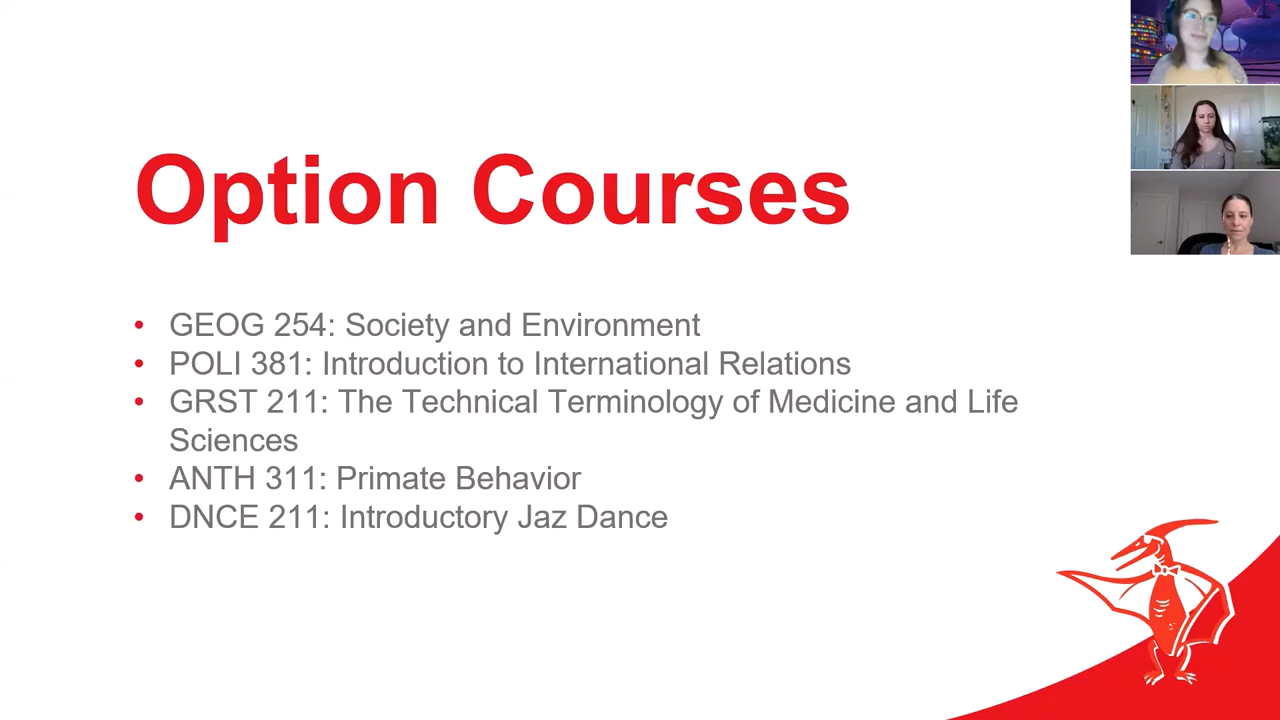 Option Courses
• GEOG 254: Society and Environment
• POLI 381: Introduction to International Relations
• GRST 211: The Technical Terminology of Medicine and Life
Sciences
• ANTH 311: Primate Behavior
• DNCE 211: Introductory Jaz Dance